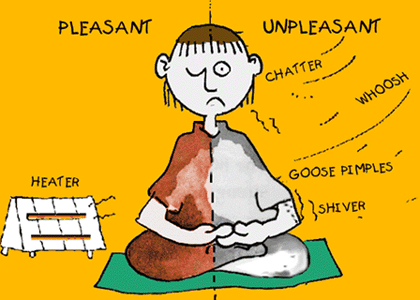 PLEASANT
UNPLEASANT
CHATTER
WHOOSH
GOOSE PIMPLES
HEATER
SHIVER